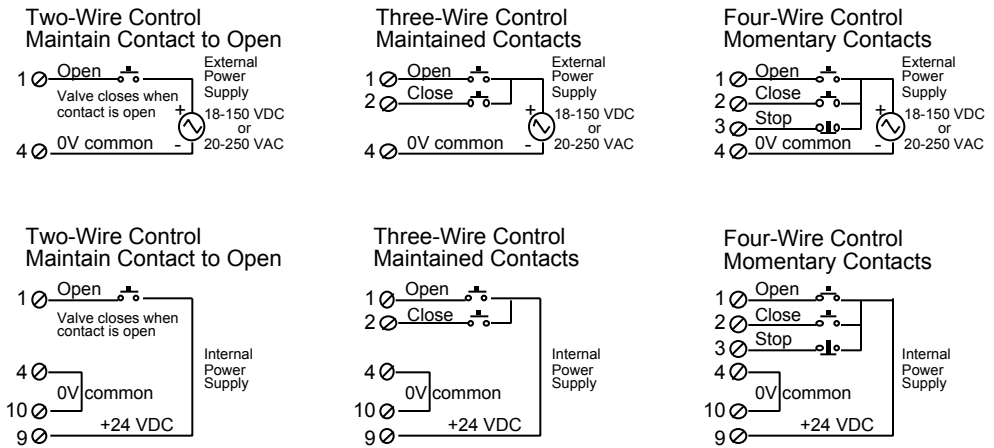 Two-Wire Control
Maintain Contact to Open
1 Open
Valve closes when
contact is open
4 0V common
External
Power
Supply
+
18-150 VDC
or
20-250 VAC
-
Three-Wire Control
Maintained Contacts
1 Open
2 Close
4 0V common
External
Power
Supply
+
18-150 VDC
or
20-250 VAC
-
Four-Wire Control
Momentary Contacts
1 Open
2 Close
3 Stop
4 0V common
External
Power
Supply
+
18-150 VDC
or
20-250 VAC
-
Two-Wire Control
Maintain Contact to Open
1 Open
Valve closes when
contact is open
4
0V common
10
9 +24 VDC
Internal
Power
Supply
Three-Wire Control
Maintained Contacts
1 Open
2 Close
4
0V common
10
9 +24 VDC
Internal
Power
Supply
Four-Wire Control
Momentary Contacts
1 Open
2 Close
3 Stop
4
0V common
10
9 +24 VDC
Internal
Power
Supply